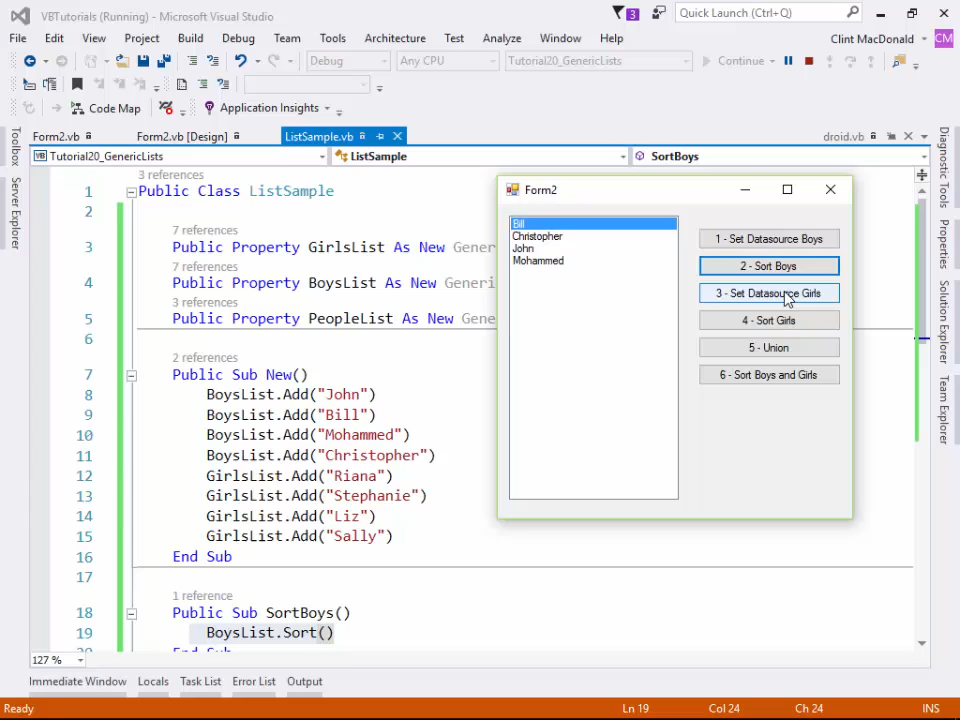 VBTutorials (Running) - Microsoft Visual Studio
3
Quick Launch (Ctrl+Q)
File Edit View Project Build Debug Team Tools Architecture Test Analyze Window Help
Clint MacDonald CM
Debug Any CPU Tutorial20_GenericLists Continue
Code Map Application Insights
Form2.vb Form2.vb [Design] ListSample.vb droid.vb
VB Tutorial20_GenericLists ListSample SortBoys
Toolbox
Server Explorer
3 references
1 Public Class ListSample
2
7 references
3 Public Property GirlsList As New Gener
7 references
4 Public Property BoysList As New Generi
3 references
5 Public Property PeopleList As New Gene
6
2 references
7 Public Sub New()
8 BoysList.Add("John")
9 BoysList.Add("Bill")
10 BoysList.Add("Mohammed")
11 BoysList.Add("Christopher")
12 GirlsList.Add("Riana")
13 GirlsList.Add("Stephanie")
14 GirlsList.Add("Liz")
15 GirlsList.Add("Sally")
16 End Sub
17
1 reference
18 Public Sub SortBoys()
19 BoysList.Sort()
End Sub
Form2
Bill
Christopher
John
Mohammed
1 - Set Datasource Boys
2 - Sort Boys
3 - Set Datasource Girls
4 - Sort Girls
5 - Union
6 - Sort Boys and Girls
Diagnostic Tools
Properties
Solution Explorer
Team Explorer
127 %
Immediate Window Locals Task List Error List Output
Ready Ln 19 Col 24 Ch 24 INS